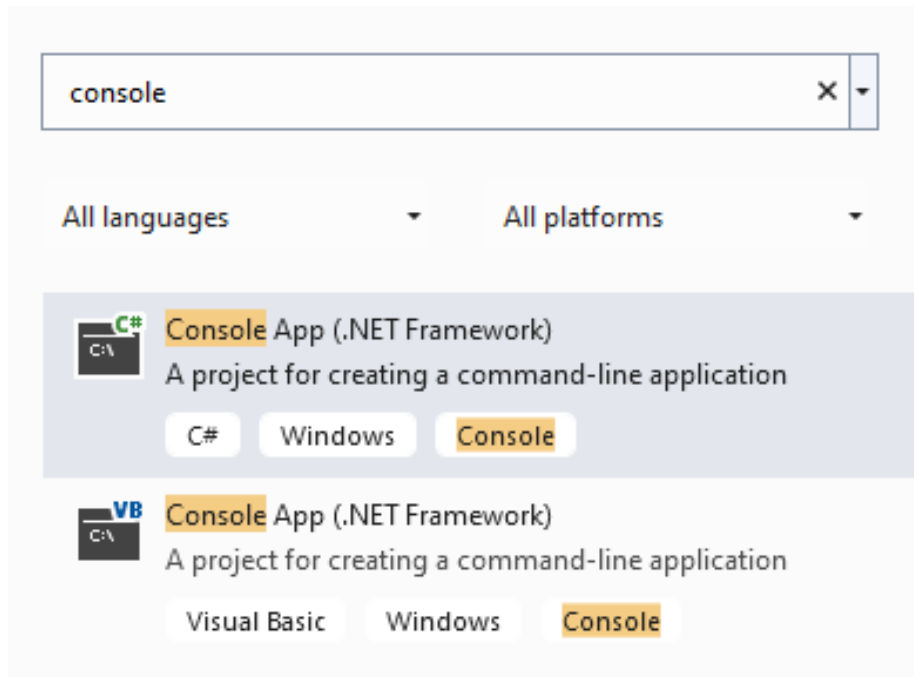 console
All languages All platforms
C#
C:\
Console App (.NET Framework)
A project for creating a command-line application
C# Windows Console
VB
C:\
Console App (.NET Framework)
A project for creating a command-line application
Visual Basic Windows Console